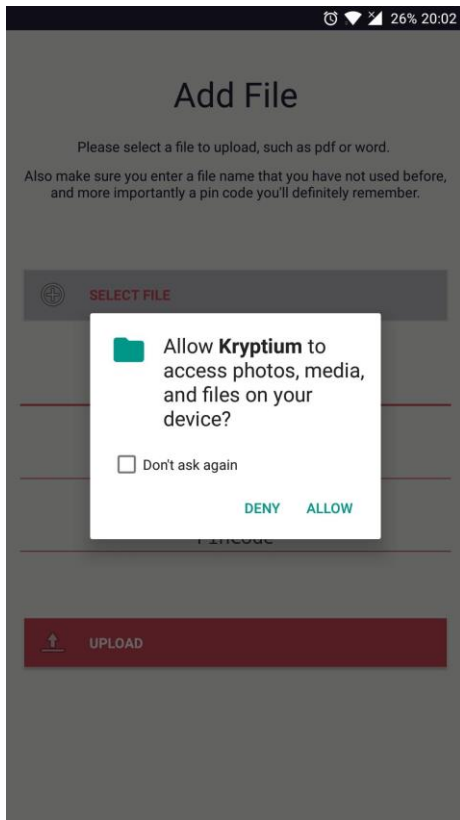 26% 20:02
Add File
Please select a file to upload, such as pdf or word.
Also make sure you enter a file name that you have not used before,
and more importantly a pin code you'll definitely remember.
SELECT FILE
Allow Kryptium to
access photos, media,
and files on your
device?
Don't ask again
DENY ALLOW
Pincode
UPLOAD